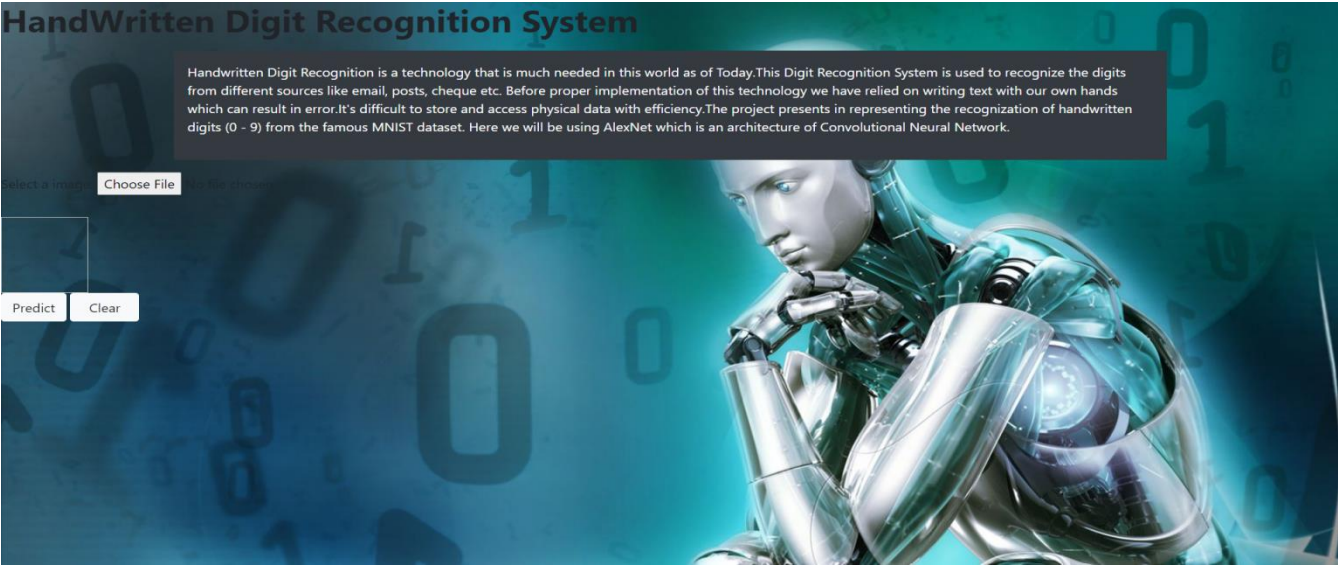 HandWritten Digit Recognition System
Handwritten Digit Recognition is a technology that is much needed in this world as of Today.This Digit Recognition System is used to recognize the digits
from different sources like email, posts, cheque etc. Before proper implementation of this technology we have relied on writing text with our own hands
which can result in error.It's difficult to store and access physical data with efficiency.The project presents in representing the recognization of handwritten
digits (0 - 9) from the famous MNIST dataset. Here we will be using AlexNet which is an architecture of Convolutional Neural Network.
Select a image Choose File No file chosen
Predict Clear